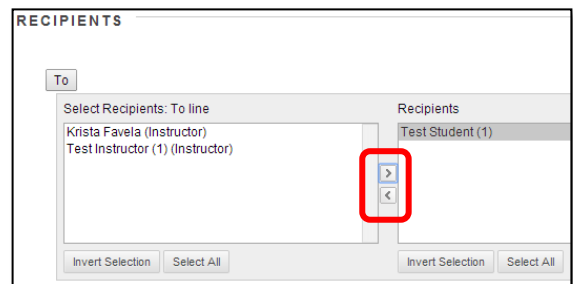 RECIPIENTS
To
Select Recipients: To line
Recipients
Krista Favela (Instructor)
Test Instructor (1) (Instructor)
Test Student (1)
>
<
Invert Selection
Select All
Invert Selection
Select All